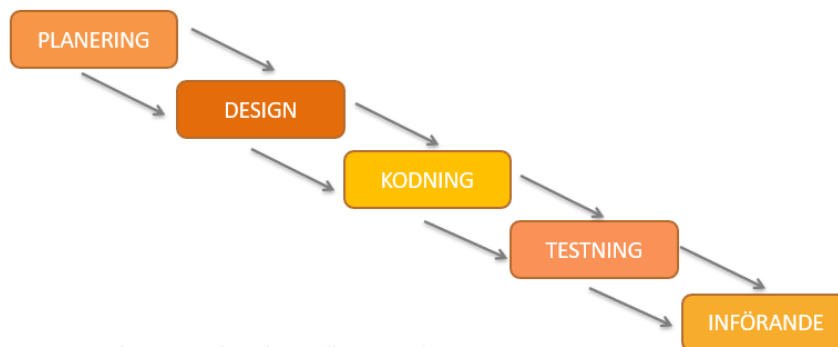 PLANERING
DESIGN
KODNING
TESTNING
INFÖRANDE